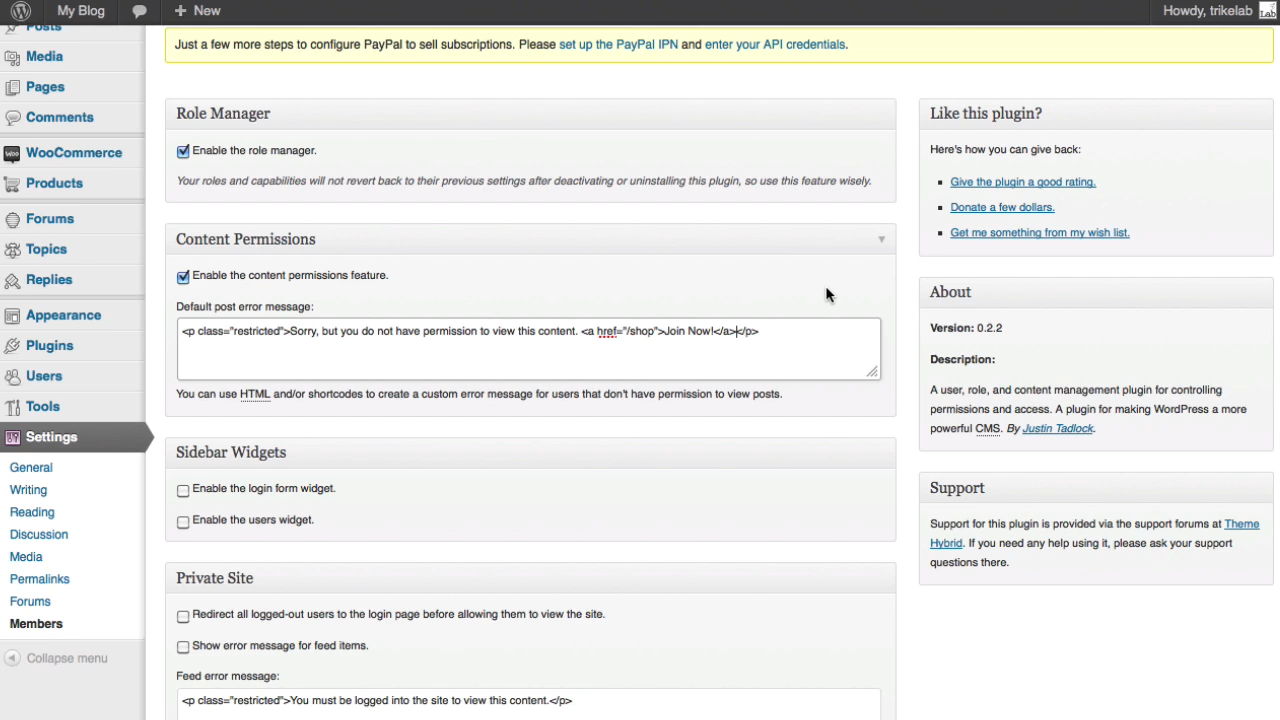 My Blog
New
Howdy, trikelab
Lab
Posts
Media
Pages
Comments
WooCommerce
Products
Forums
Topics
Replies
Appearance
Plugins
Users
Tools
Settings
General
Writing
Reading
Discussion
Media
Permalinks
Forums
Members
Collapse menu
Just a few more steps to configure PayPal to sell subscriptions. Please set up the PayPal IPN and enter your API credentials.
Role Manager
Enable the role manager.
Your roles and capabilities will not revert back to their previous settings after deactivating or uninstalling this plugin, so use this feature wisely.
Content Permissions
Enable the content permissions feature.
Default post error message:
<p class="restricted">Sorry, but you do not have permission to view this content. <a href="/shop">Join Now!</a></p>
You can use HTML and/or shortcodes to create a custom error message for users that don't have permission to view posts.
Sidebar Widgets
Enable the login form widget.
Enable the users widget.
Private Site
Redirect all logged-out users to the login page before allowing them to view the site.
Show error message for feed items.
Feed error message:
<p class="restricted">You must be logged into the site to view this content.</p>
Like this plugin?
Here's how you can give back:
Give the plugin a good rating.
Donate a few dollars.
Get me something from my wish list.
About
Version: 0.2.2
Description:
A user, role, and content management plugin for controlling
permissions and access. A plugin for making WordPress a more
powerful CMS. By Justin Tadlock.
Support
Support for this plugin is provided via the support forums at Theme
Hybrid. If you need any help using it, please ask your support
questions there.